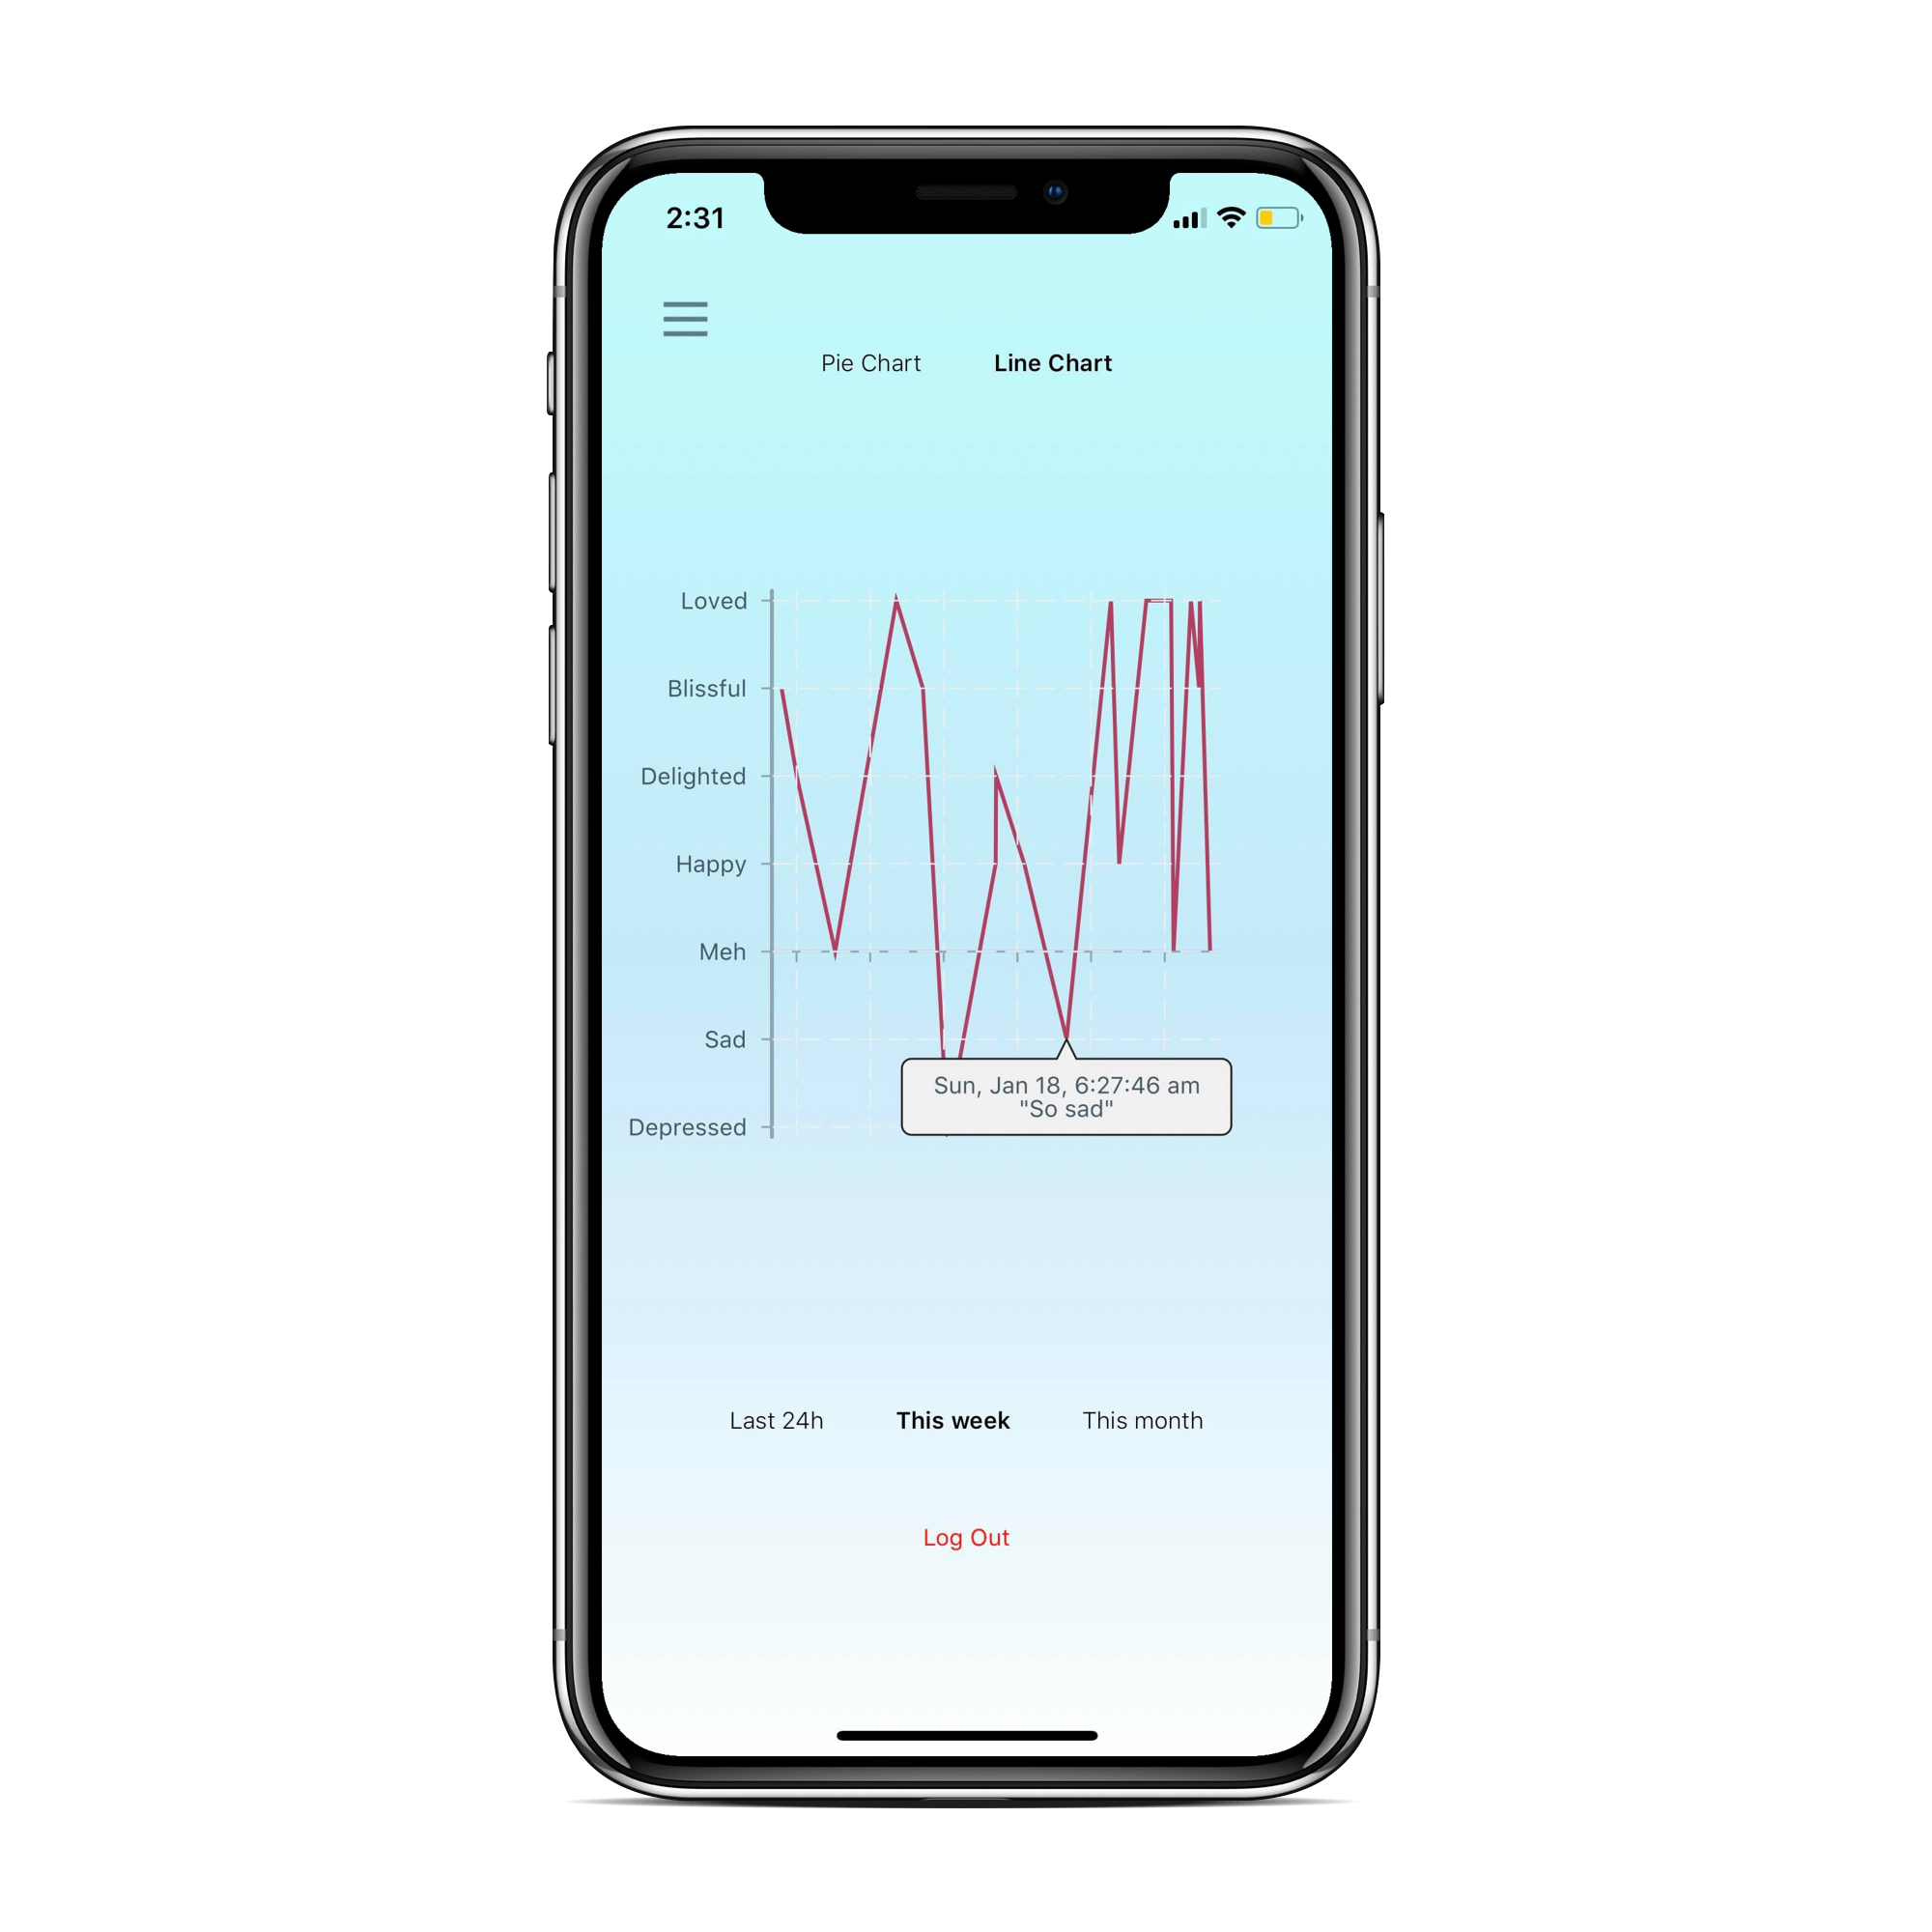 2:31
Pie Chart Line Chart
Loved
Blissful
Delighted
Happy
Meh
Sad
Sun, Jan 18, 6:27:46 am
"So sad"
Depressed
Last 24h This week This month
Log Out